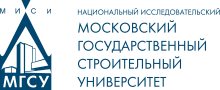 МИСИ
МГСУ
НАЦИОНАЛЬНЫЙ ИССЛЕДОВАТЕЛЬСКИЙ
МОСКОВСКИЙ
ГОСУДАРСТВЕННЫЙ
СТРОИТЕЛЬНЫЙ
УНИВЕРСИТЕТ